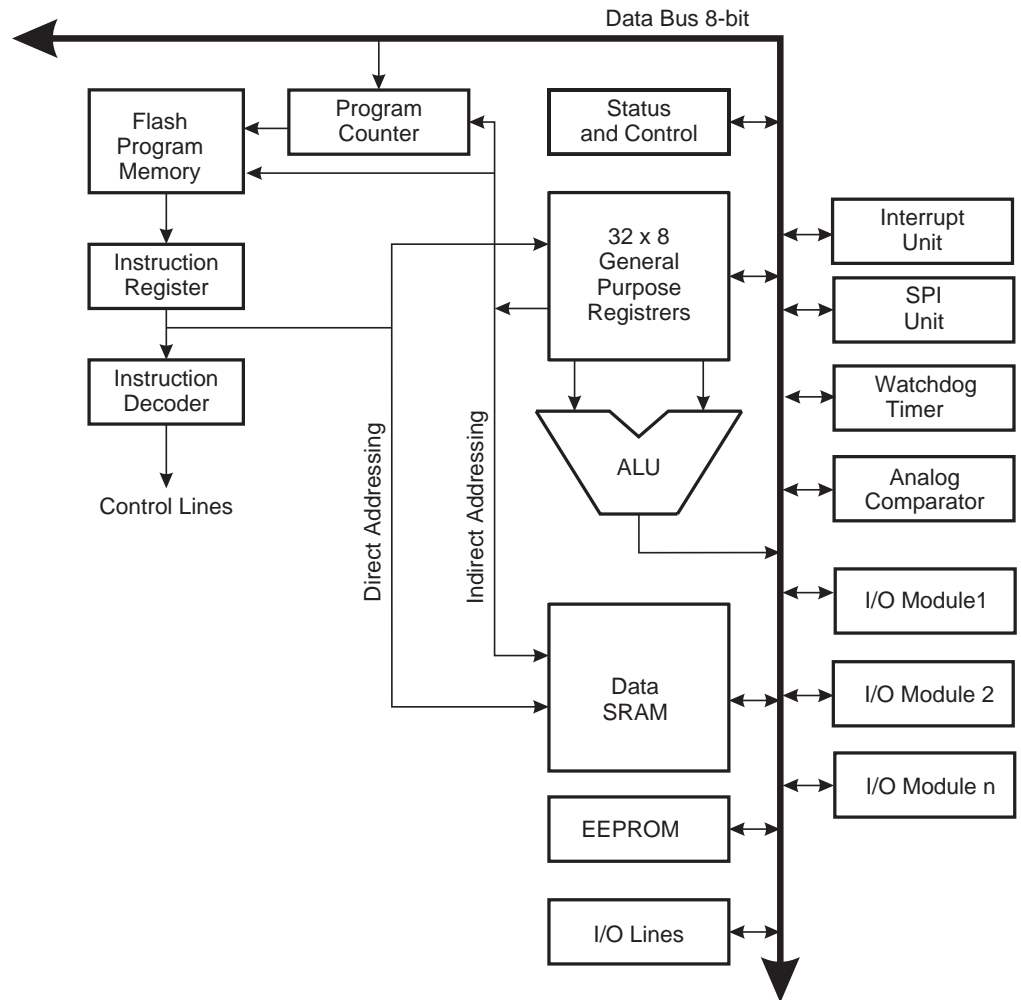 Data Bus 8-bit
Flash
Program
Memory
Program
Counter
Status
and Control
Interrupt
Unit
32 x 8
General
Purpose
Registrers
Instruction
Register
SPI
Unit
Instruction
Decoder
Watchdog
Timer
Control Lines
Direct Addressing
Indirect Addressing
ALU
Analog
Comparator
I/O Module1
Data
SRAM
I/O Module 2
I/O Module n
EEPROM
I/O Lines